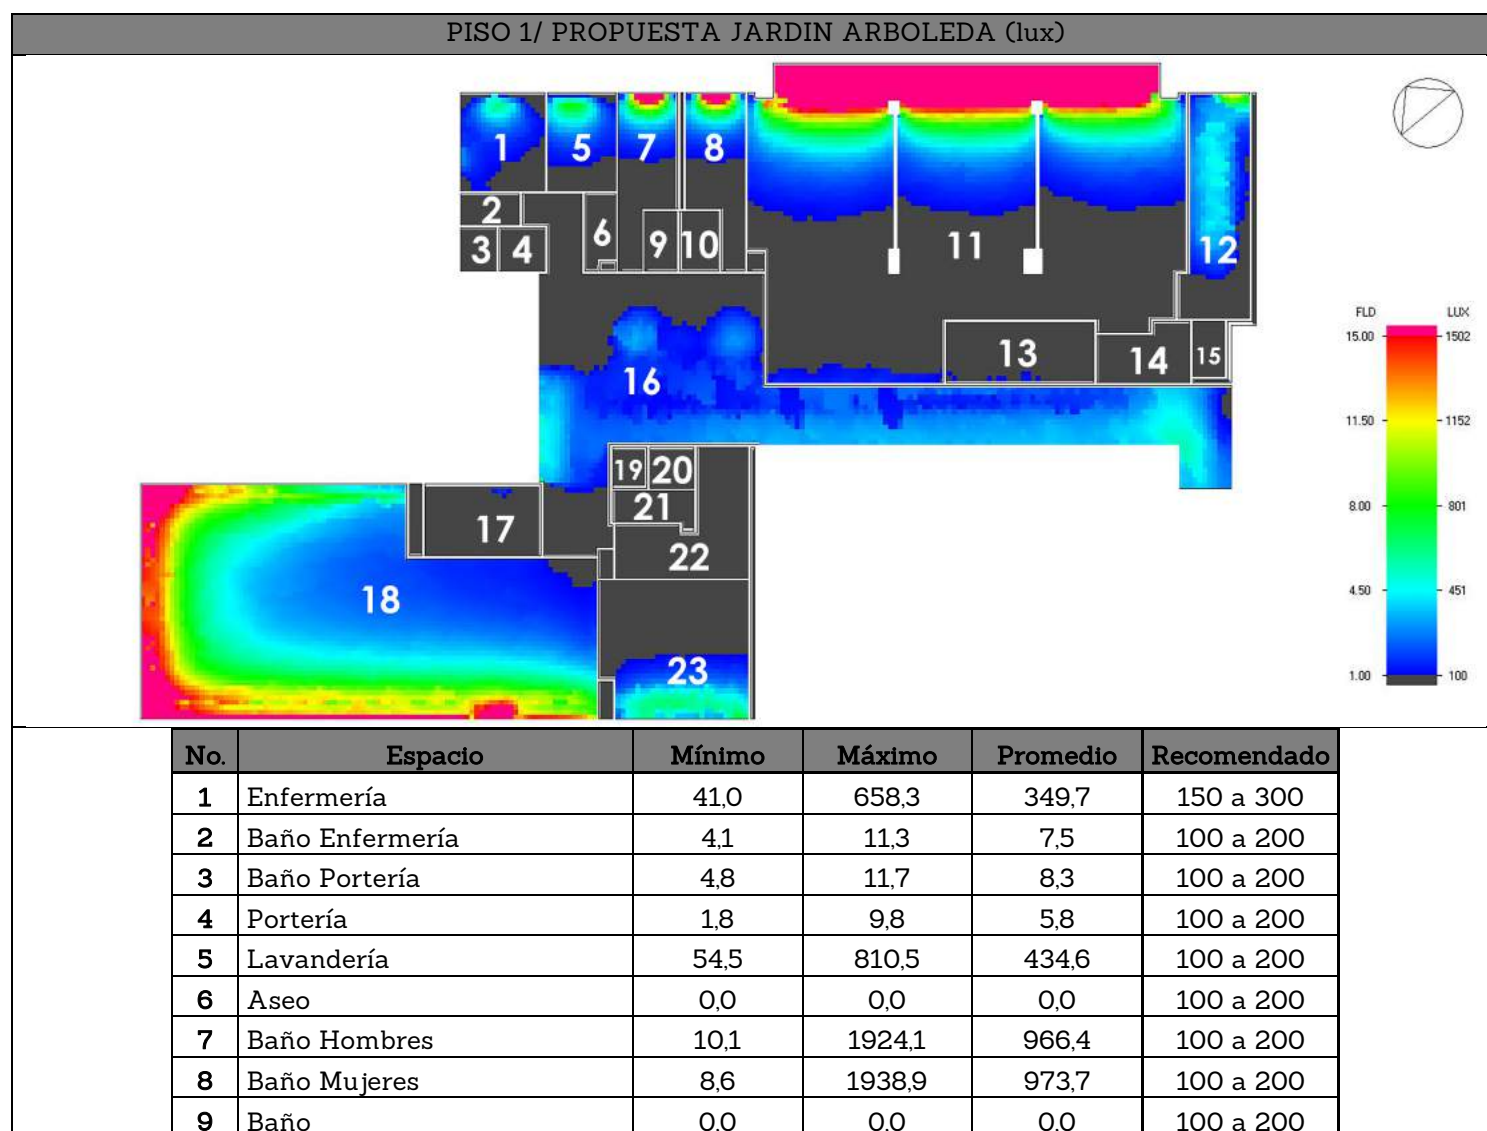 PISO 1/ PROPUESTA JARDIN ARBOLEDA (lux)
1 5 7 8
2
3 4 6 9 10 11 12
13 14 15
16
17
18
19 20
21
22
23
FLD LUX
15.00 1502
11.50 1152
8.00 801
4.50 451
1.00 100
No. Espacio Mínimo Máximo Promedio Recomendado
1 Enfermería 41,0 658,3 349,7 150 a 300
2 Baño Enfermería 4,1 11,3 7,5 100 a 200
3 Baño Portería 4,8 11,7 8,3 100 a 200
4 Portería 1,8 9,8 5,8 100 a 200
5 Lavandería 54,5 810,5 434,6 100 a 200
6 Aseo 0,0 0,0 0,0 100 a 200
7 Baño Hombres 10,1 1924,1 966,4 100 a 200
8 Baño Mujeres 8,6 1938,9 973,7 100 a 200
9 Baño 0,0 0,0 0,0 100 a 200